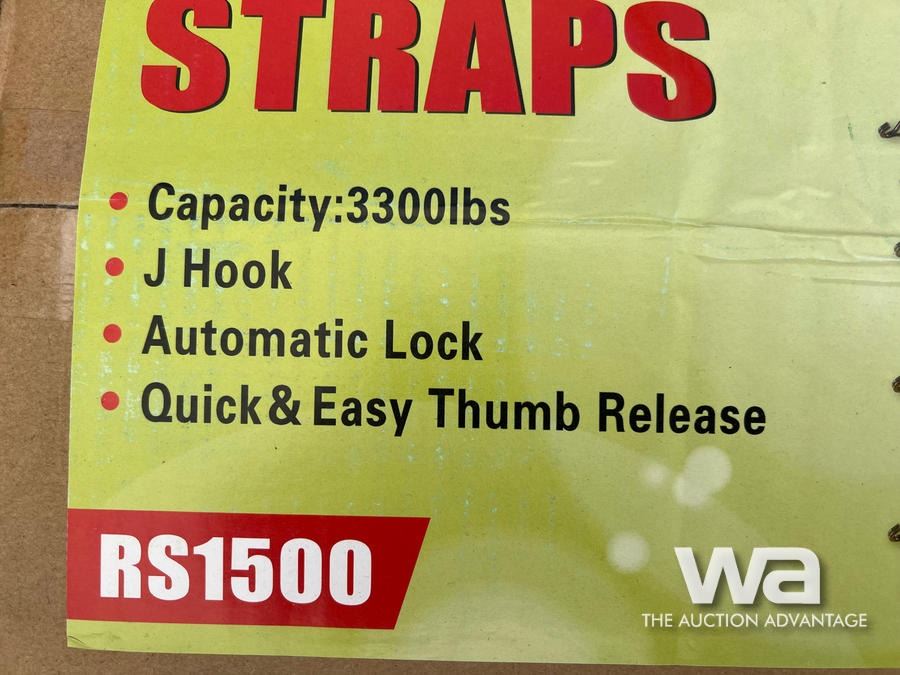 STRAPS
Capacity:3300lbs
J Hook
Automatic Lock
Quick & Easy Thumb Release
RS1500
wa
THE AUCTION ADVANTAGE